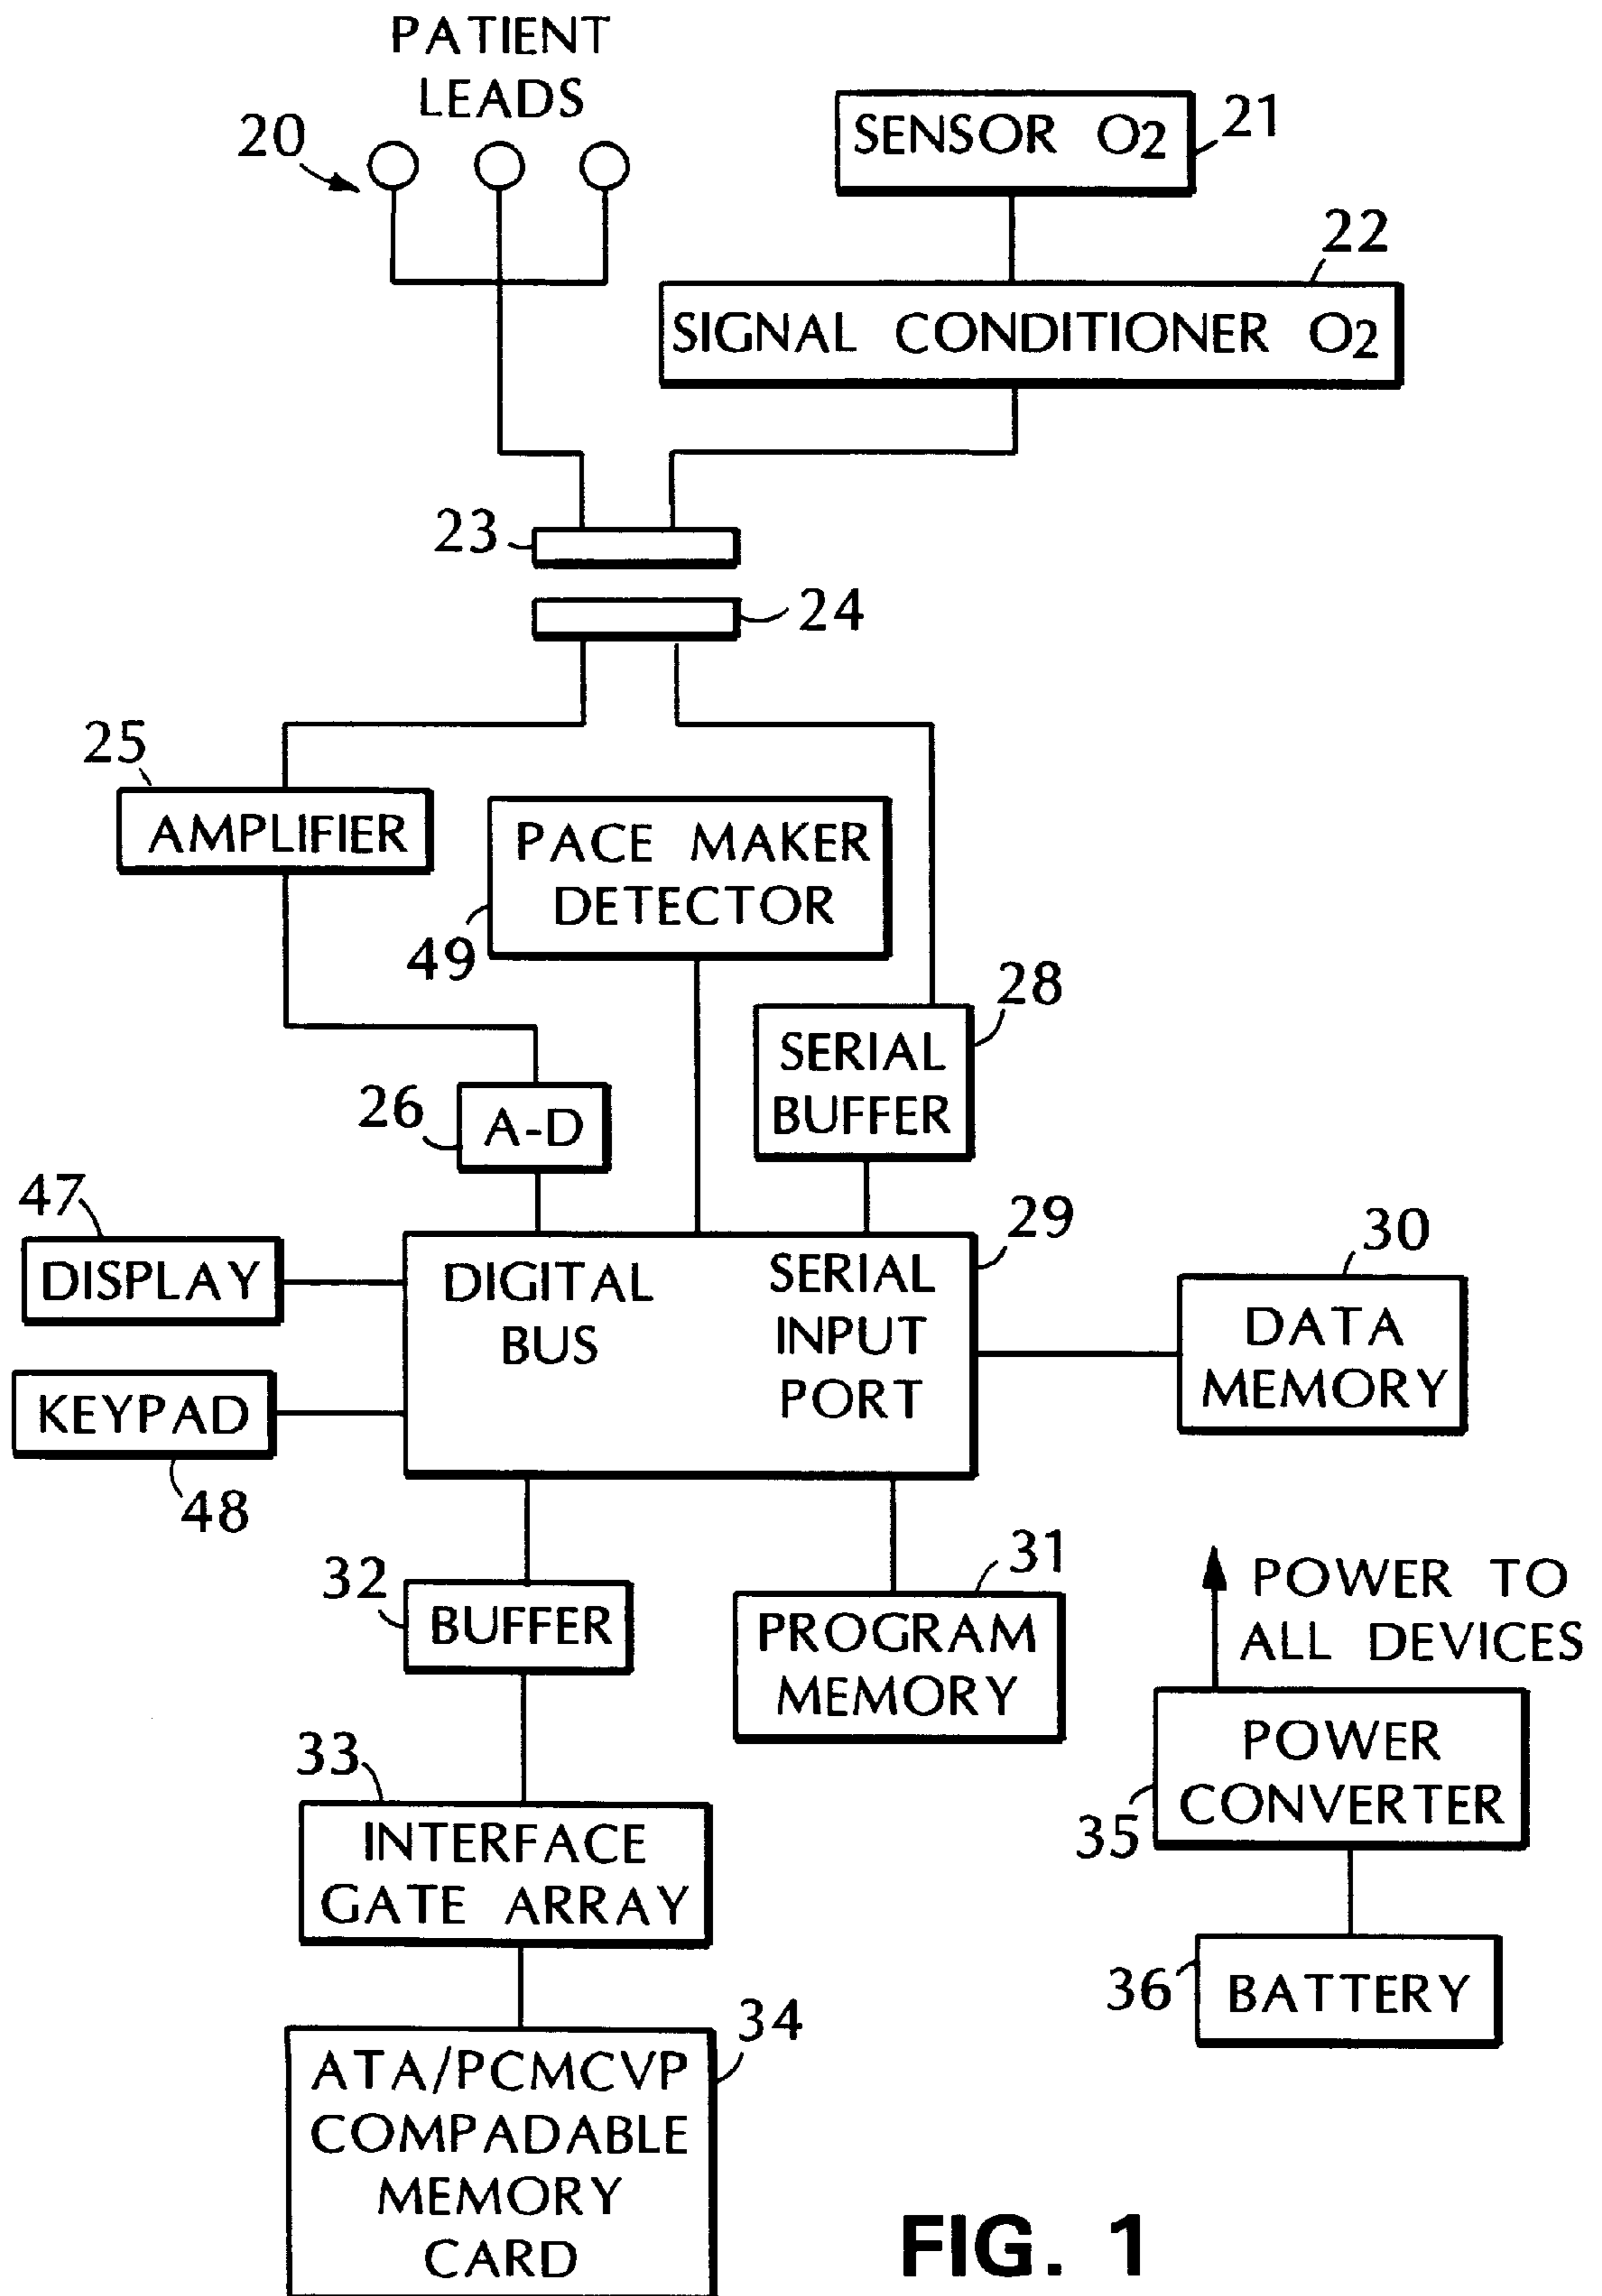 PATIENT
LEADS
20
SENSOR O2
21
22
SIGNAL CONDITIONER O2
23
24
25
AMPLIFIER
PACE MAKER
DETECTOR
49
28
SERIAL
BUFFER
26
A-D
47
DISPLAY
DIGITAL
BUS
SERIAL
INPUT
PORT
29
30
DATA
MEMORY
KEYPAD
48
32
BUFFER
31
PROGRAM
MEMORY
POWER TO
ALL DEVICES
POWER
CONVERTER
35
33
INTERFACE
GATE ARRAY
36
BATTERY
34
ATA/PCMCVP
COMPADABLE
MEMORY
CARD
FIG. 1